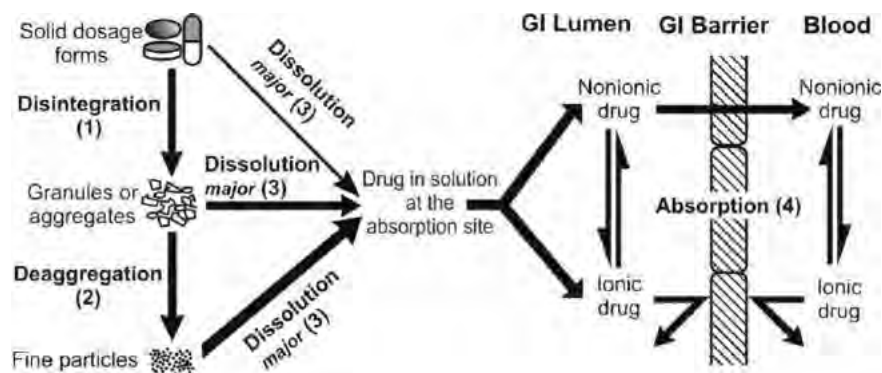 Solid dosage
forms
Disintegration
(1)
Granules or
aggregates
Deaggregation
(2)
Fine particles
Dissolution
major (3)
Dissolution
major (3)
Dissolution
major (3)
Drug in solution
at the
absorption site
GI Lumen
GI Barrier
Blood
Nonionic
drug
Nonionic
drug
Absorption (4)
Ionic
drug
Ionic
drug